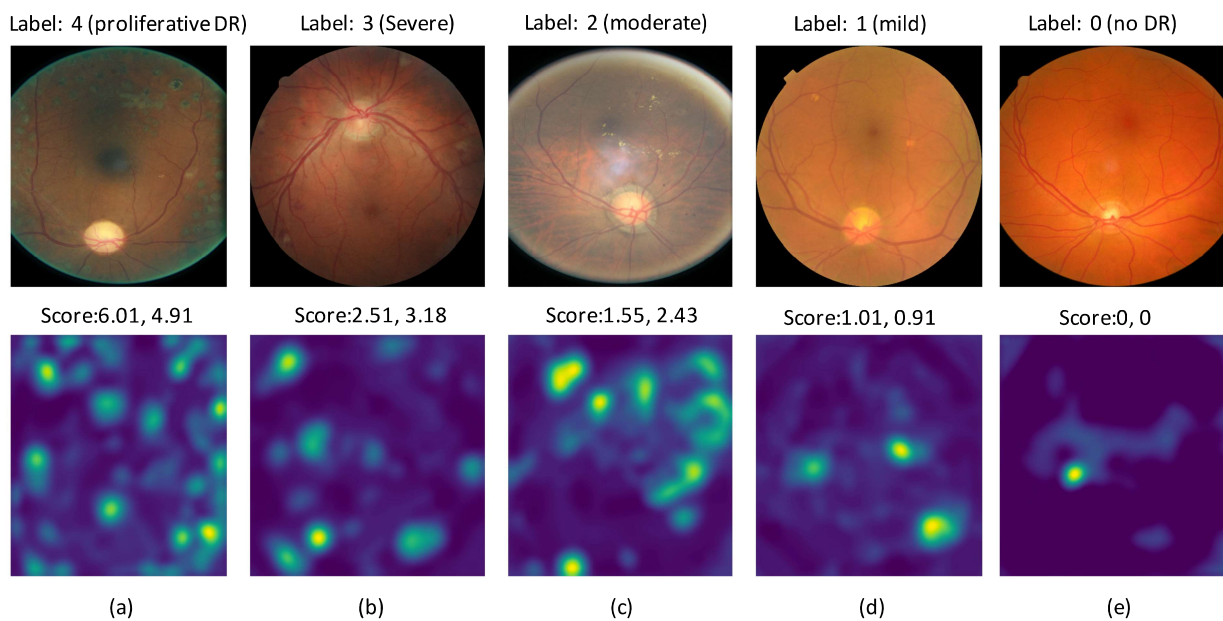 Label: 4 (proliferative DR) Label: 3 (Severe) Label: 2 (moderate) Label: 1 (mild) Label: 0 (no DR)
Score:6.01, 4.91 Score:2.51, 3.18 Score:1.55, 2.43 Score:1.01, 0.91 Score:0, 0
(a) (b) (c) (d) (e)